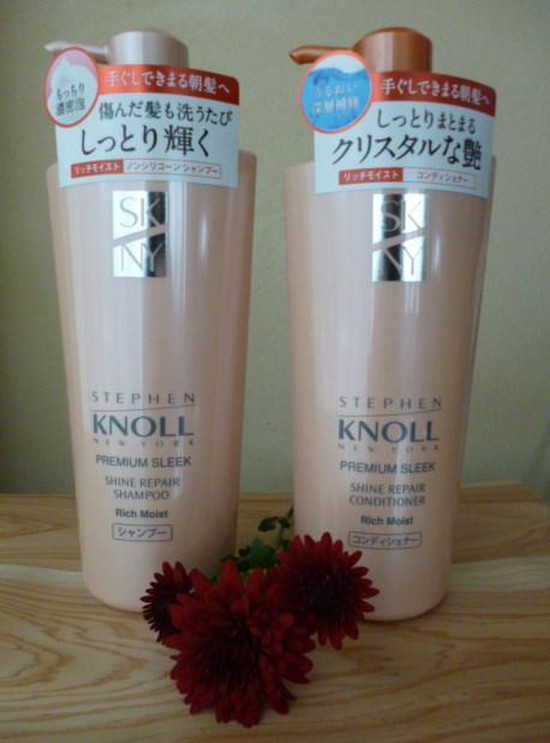 もっちり
濃密泡
手ぐしできまる朝髪へ
傷んだ髪も洗うたび
しっとり輝く
リッチモイスト ノンシリコーン シャンプー
SK
NY
STEPHEN
KNOLL
NEW YORK
PREMIUM SLEEK
SHINE REPAIR
SHAMPOO
Rich Moist
シャンプー
うるおい
深層補修
手ぐしできまる朝髪へ
しっとりまとまる
クリスタルな艶
リッチモイスト コンディショナー
SK
NY
STEPHEN
KNOLL
NEW YORK
PREMIUM SLEEK
SHINE REPAIR
CONDITIONER
Rich Moist
コンディショナー